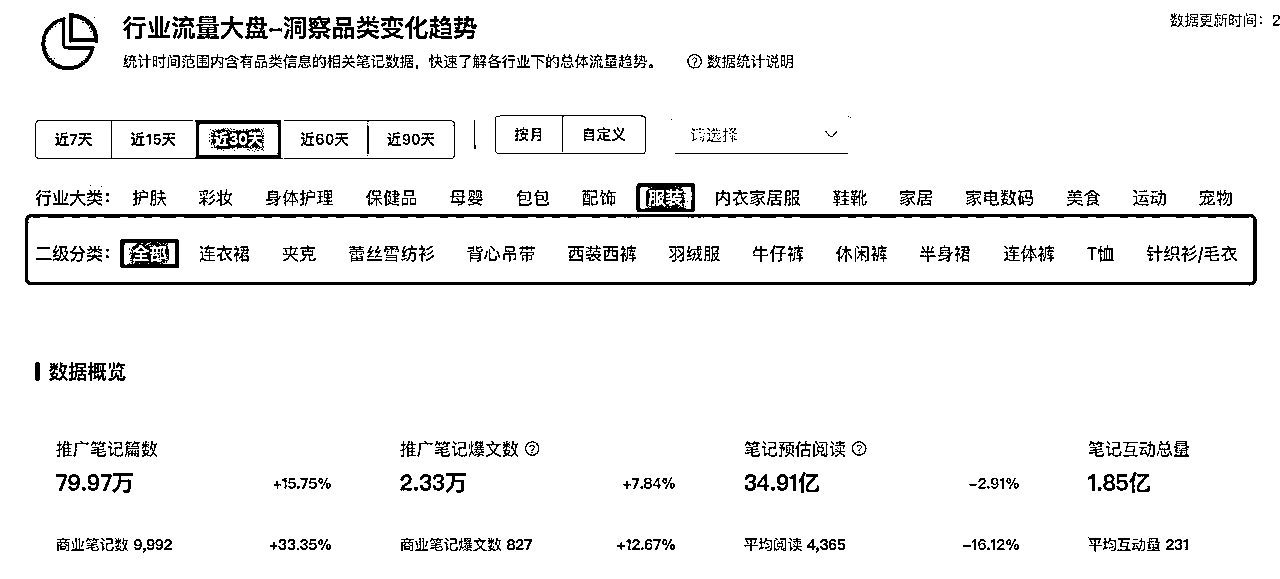 行业流量大盘-洞察品类变化趋势
数据更新时间：2
统计时间范围内含有品类信息的相关笔记数据，快速了解各行业下的总体流量趋势。 ? 数据统计说明
近7天 近15天 近30天 近60天 近90天 按月 自定义 请选择
行业大类： 护肤 彩妆 身体护理 保健品 母婴 包包 配饰 服装 内衣家居服 鞋靴 家居 家电数码 美食 运动 宠物
二级分类： 全部 连衣裙 夹克 蕾丝雪纺衫 背心吊带 西装西裤 羽绒服 牛仔裤 休闲裤 半身裙 连体裤 T恤 针织衫/毛衣
数据概览
推广笔记篇数 推广笔记爆文数 ? 笔记预估阅读 ? 笔记互动总量
79.97万 +15.75% 2.33万 +7.84% 34.91亿 -2.91% 1.85亿
商业笔记数 9,992 +33.35% 商业笔记爆文数 827 +12.67% 平均阅读 4,365 -16.12% 平均互动量 231